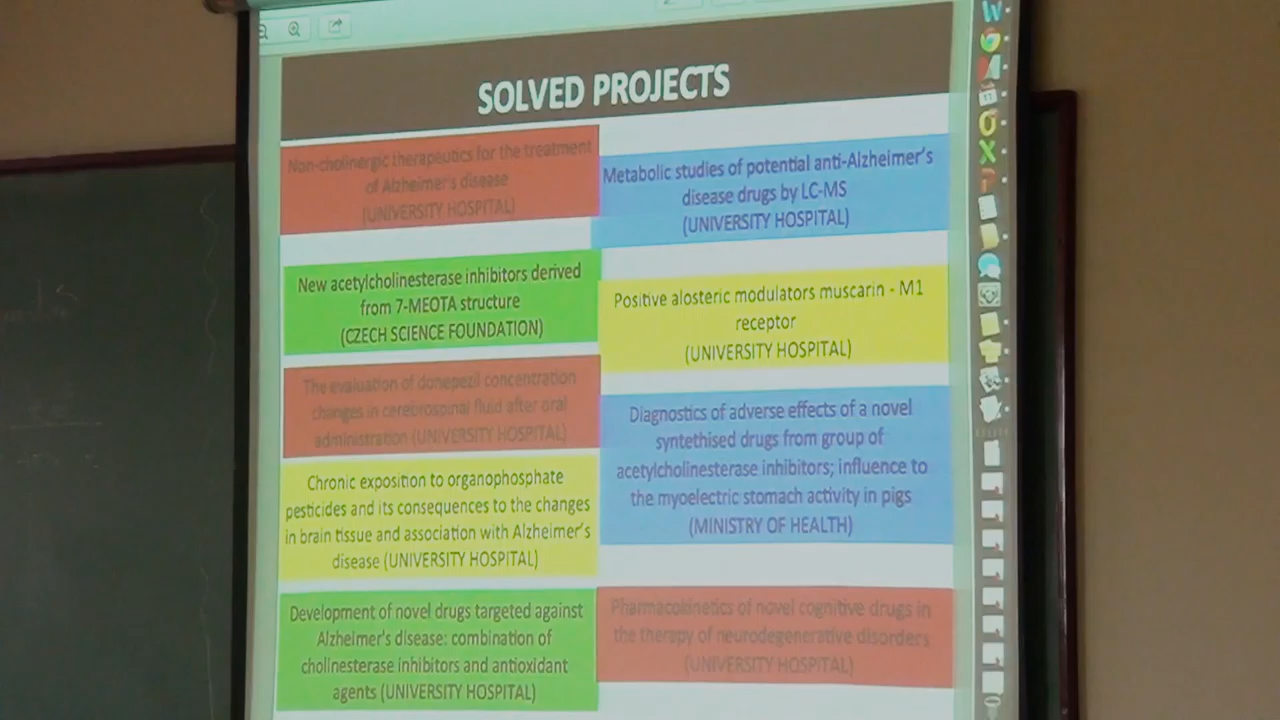 SOLVED PROJECTS
Non-cholinergic therapeutics for the treatment
of Alzheimer's disease
(UNIVERSITY HOSPITAL)
New acetylcholinesterase inhibitors derived
from 7-MEOTA structure
(CZECH SCIENCE FOUNDATION)
The evaluation of donepezil concentration
changes in cerebrospinal fluid after oral
administration (UNIVERSITY HOSPITAL)
Chronic exposition to organophosphate
pesticides and its consequences to the changes
in brain tissue and association with Alzheimer's
disease (UNIVERSITY HOSPITAL)
Development of novel drugs targeted against
Alzheimer's disease: combination of
cholinesterase inhibitors and antioxidant
agents (UNIVERSITY HOSPITAL)
Metabolic studies of potential anti-Alzheimer's
disease drugs by LC-MS
(UNIVERSITY HOSPITAL)
Positive alosteric modulators muscarin - M1
receptor
(UNIVERSITY HOSPITAL)
Diagnostics of adverse effects of a novel
syntethised drugs from group of
acetylcholinesterase inhibitors; influence to
the myoelectric stomach activity in pigs
(MINISTRY OF HEALTH)
Pharmacokinetics of novel cognitive drugs in
the therapy of neurodegenerative disorders
(UNIVERSITY HOSPITAL)